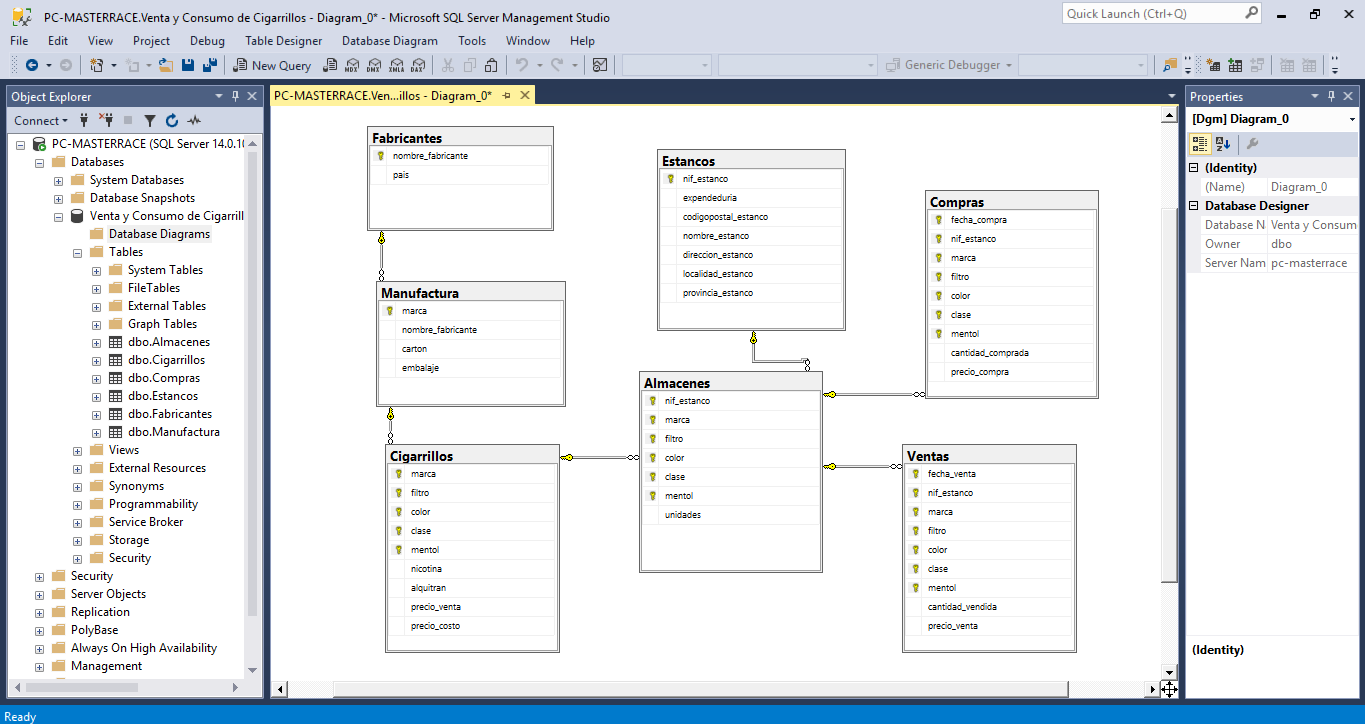 PC-MASTERRACE.Venta y Consumo de Cigarrillos - Diagram_0* - Microsoft SQL Server Management Studio
Quick Launch (Ctrl+Q)
File Edit View Project Debug Table Designer Database Diagram Tools Window Help
New Query MDX DMX XMLA DAX Generic Debugger
Object Explorer
Connect
PC-MASTERRACE (SQL Server 14.0.10
Databases
System Databases
Database Snapshots
Venta y Consumo de Cigarrill
Database Diagrams
Tables
System Tables
FileTables
External Tables
Graph Tables
dbo.Almacenes
dbo.Cigarrillos
dbo.Compras
dbo.Estancos
dbo.Fabricantes
dbo.Manufactura
Views
External Resources
Synonyms
Programmability
Service Broker
Storage
Security
Security
Server Objects
Replication
PolyBase
Always On High Availability
Management
PC-MASTERRACE.Ven...illos - Diagram_0*
Fabricantes
nombre_fabricante
pais
Manufactura
marca
nombre_fabricante
carton
embalaje
Cigarrillos
marca
filtro
color
clase
mentol
nicotina
alquitran
precio_venta
precio_costo
Estancos
nif_estanco
expendeduria
codigopostal_estanco
nombre_estanco
direccion_estanco
localidad_estanco
provincia_estanco
Almacenes
nif_estanco
marca
filtro
color
clase
mentol
unidades
Compras
fecha_compra
nif_estanco
marca
filtro
color
clase
mentol
cantidad_comprada
precio_compra
Ventas
fecha_venta
nif_estanco
marca
filtro
color
clase
mentol
cantidad_vendida
precio_venta
Properties
[Dgm] Diagram_0
(Identity)
(Name) Diagram_0
Database Designer
Database N Venta y Consum
Owner dbo
Server Nam pc-masterrace
(Identity)
Ready